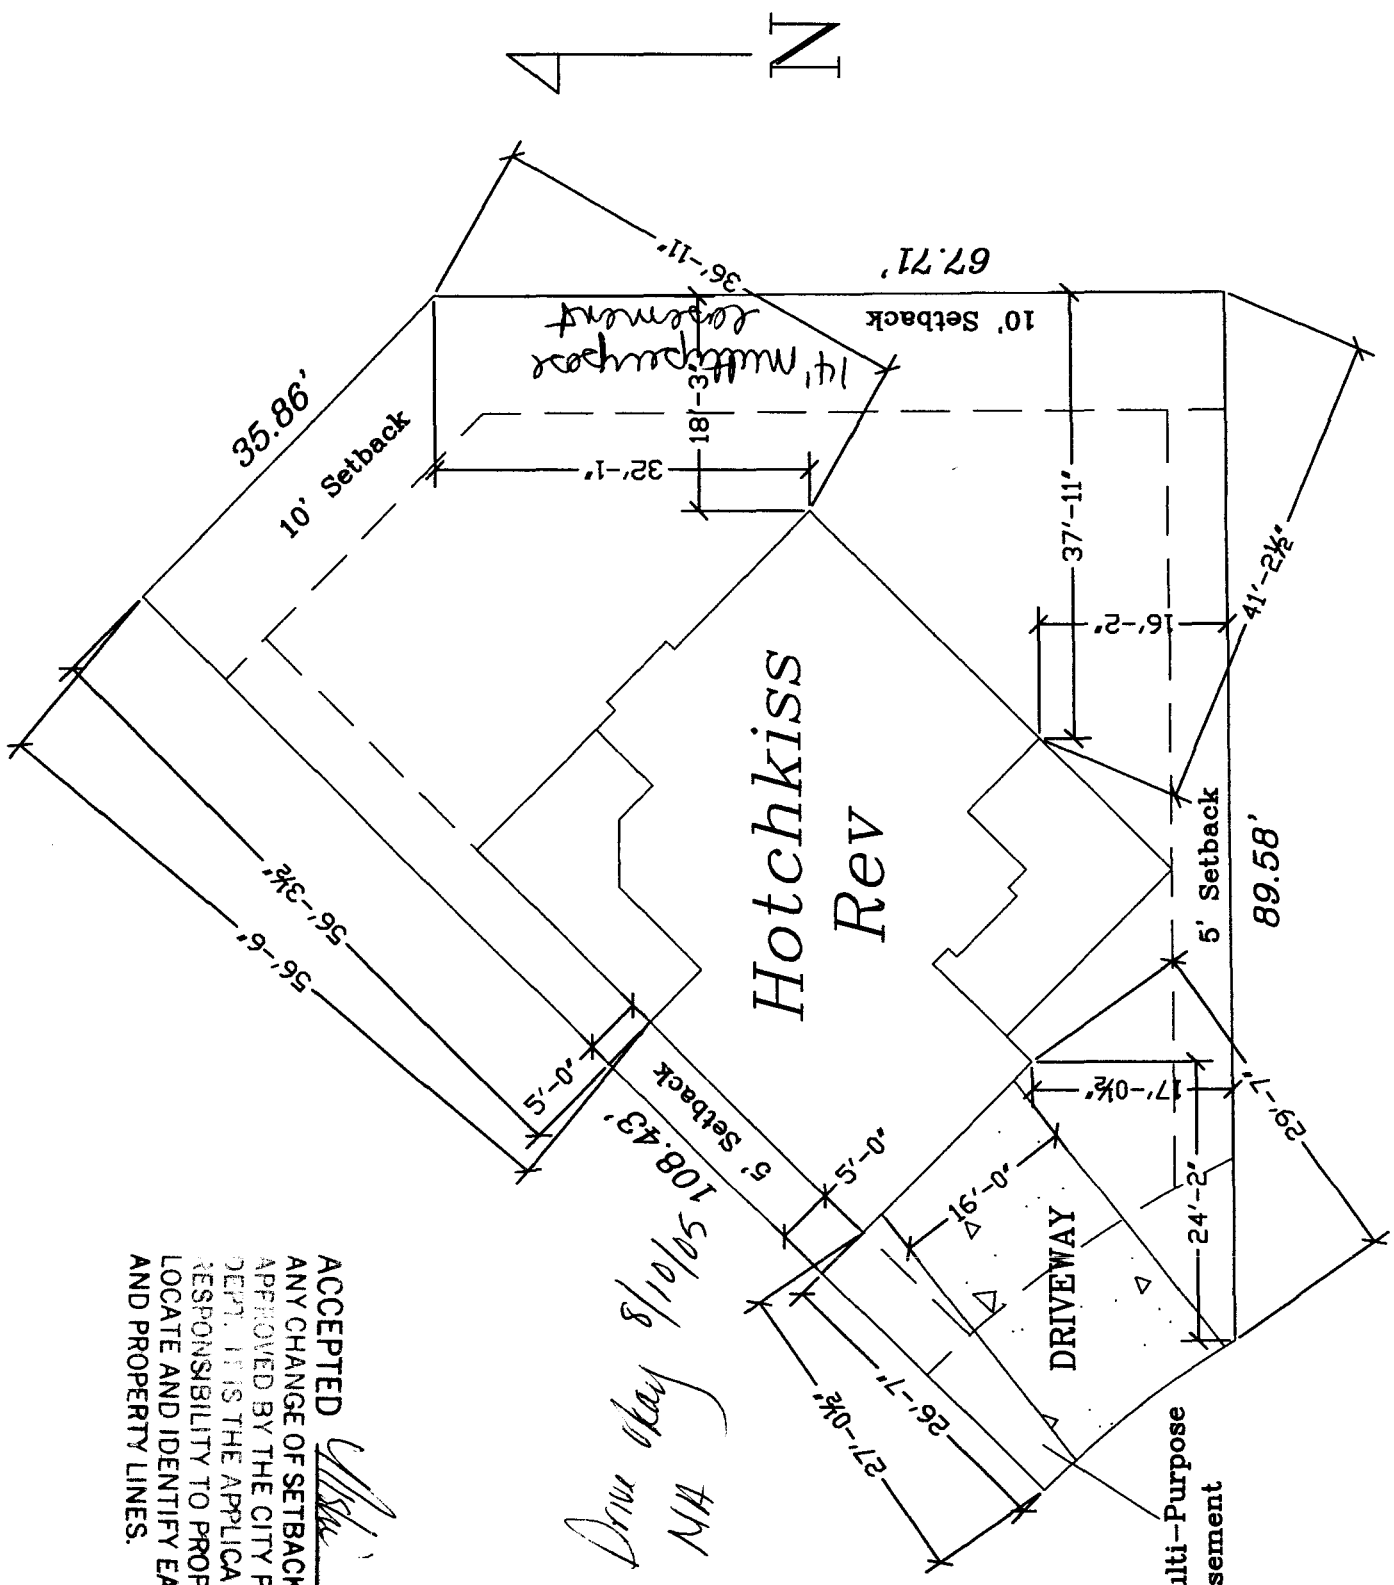 N
36'-11"
67.71'
10' Setback
14' multipurpose
easement
18'-3"
32'-1"
35.86'
10' Setback
37'-11"
16'-2"
41'-2½"
Hotchkiss
Rev
5' Setback
89.58'
56'-3½"
56'-6"
5'-0"
5' Setback
108.43'
5'-0"
17'-0½"
29'-7"
24'-2"
16'-0"
DRIVEWAY
26'-7"
27'-0½"
ulti-Purpose
sement
Drive okay 8/10/05
NA
ACCEPTED
ANY CHANGE OF SETBACK
APPROVED BY THE CITY P
DEPT. IT IS THE APPLICA
RESPONSIBILITY TO PROP
LOCATE AND IDENTIFY EA
AND PROPERTY LINES.